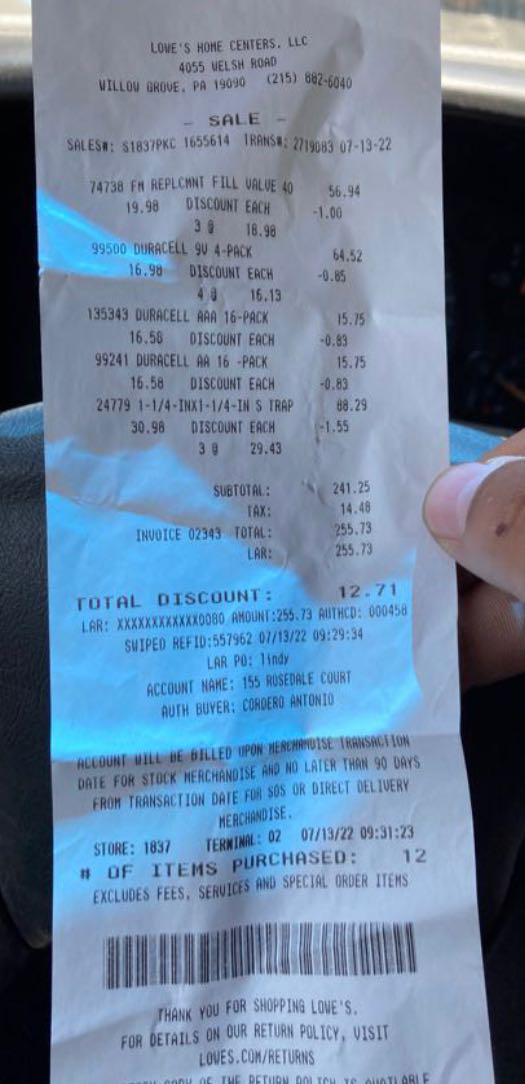 LOWE'S HOME CENTERS, LLC
4055 WELSH ROAD
WILLOW GROVE, PA 19090 (215) 682-6040
- SALE -
SALES#: S1837PKC 1655614 TRANS#: 2719083 07-13-22
74738 FM REPLCMNT FILL VALUE 40 56.94
19.98 DISCOUNT EACH -1.00
3 @ 18.98
99500 DURACELL 9V 4-PACK 64.52
16.98 DISCOUNT EACH -0.85
4 @ 16.13
135343 DURACELL AAA 16-PACK 15.75
16.58 DISCOUNT EACH -0.83
99241 DURACELL AA 16 -PACK 15.75
16.58 DISCOUNT EACH -0.83
24779 1-1/4-INX1-1/4-IN S TRAP 88.29
30.98 DISCOUNT EACH -1.55
3 @ 29.43
SUBTOTAL: 241.25
TAX: 14.48
INVOICE 02343 TOTAL: 255.73
LAR: 255.73
TOTAL DISCOUNT: 12.71
LAR: XXXXXXXXXXXX0080 AMOUNT:255.73 AUTHCD: 000458
SWIPED REFID:557962 07/13/22 09:29:34
LAR PO: lindy
ACCOUNT NAME: 155 ROSEDALE COURT
AUTH BUYER: CORDERO ANTONIO
ACCOUNT WILL BE BILLED UPON MERCHANDISE TRANSACTION
DATE FOR STOCK MERCHANDISE AND NO LATER THAN 90 DAYS
FROM TRANSACTION DATE FOR SOS OR DIRECT DELIVERY
MERCHANDISE.
STORE: 1837 TERMINAL: 02 07/13/22 09:31:23
# OF ITEMS PURCHASED: 12
EXCLUDES FEES, SERVICES AND SPECIAL ORDER ITEMS
THANK YOU FOR SHOPPING LOWE'S.
FOR DETAILS ON OUR RETURN POLICY, VISIT
LOWES.COM/RETURNS
COPY OF THE RETURN POLICY IS AVAILABLE